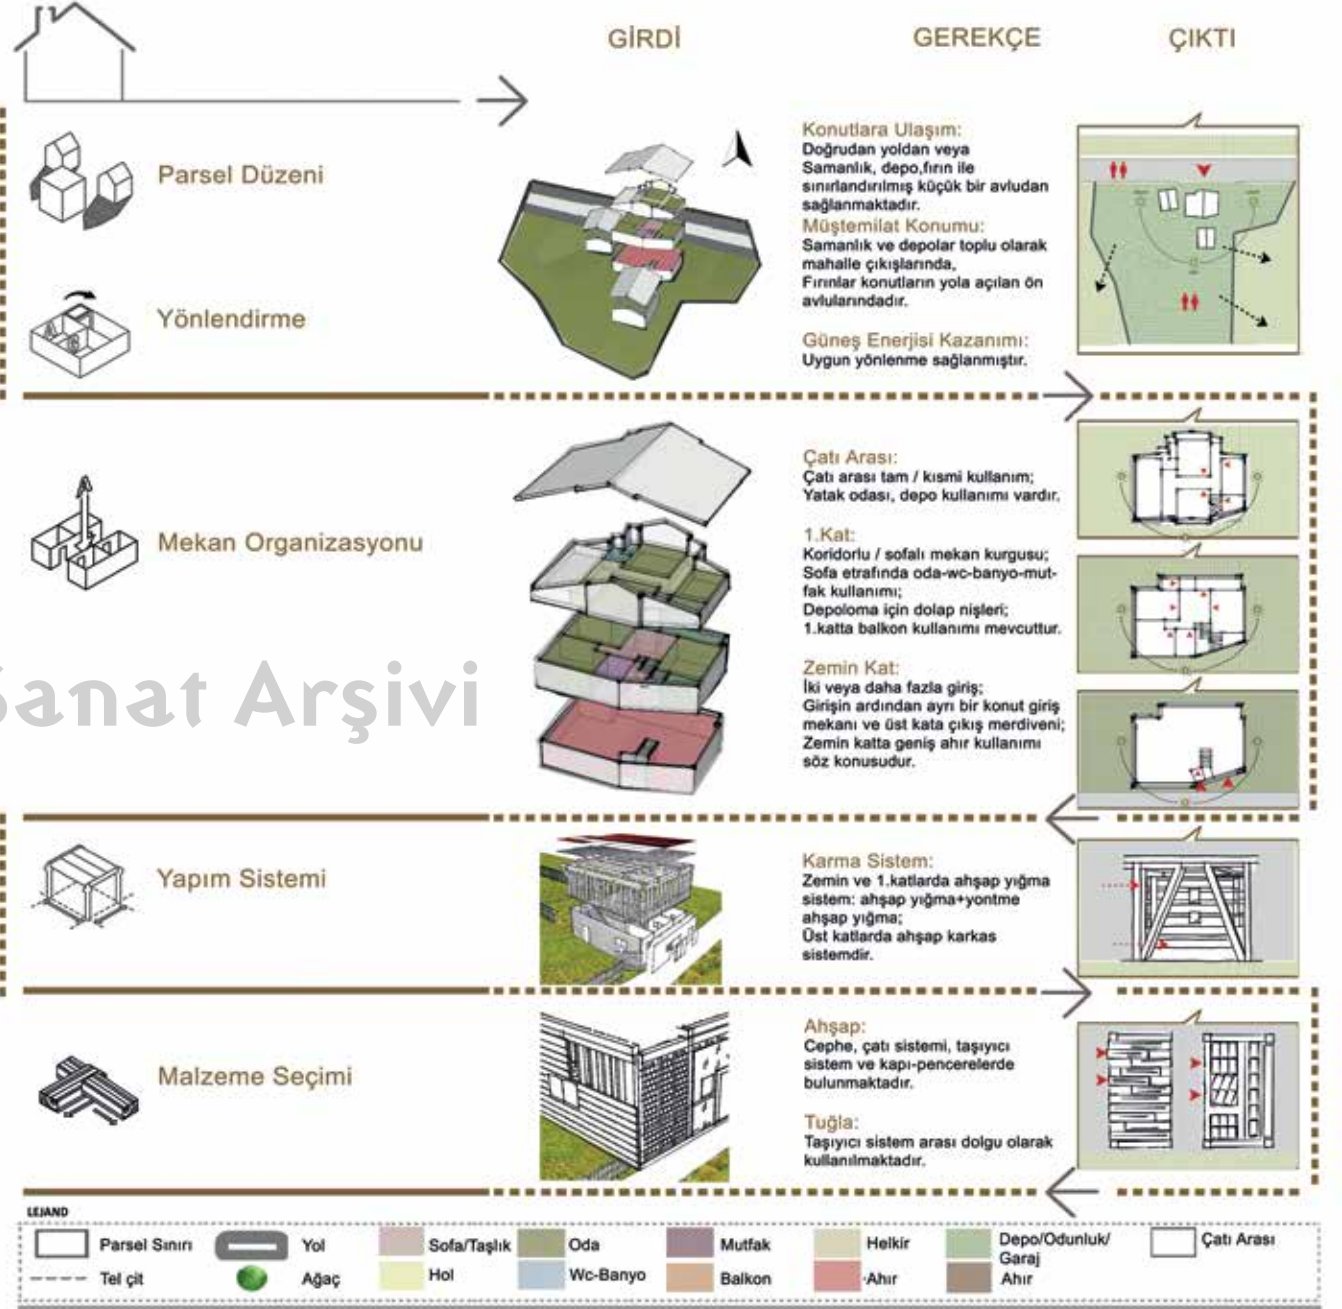 GİRDİ
GEREKÇE
ÇIKTI
Parsel Düzeni
Yönlendirme
Konutlara Ulaşım:
Doğrudan yoldan veya
Samanlık, depo,fırın ile
sınırlandırılmış küçük bir avludan
sağlanmaktadır.
Müştemilat Konumu:
Samanlık ve depolar toplu olarak
mahalle çıkışlarında,
Fırınlar konutların yola açılan ön
avlularındadır.
Güneş Enerjisi Kazanımı:
Uygun yönlenme sağlanmıştır.
Mekan Organizasyonu
Çatı Arası:
Çatı arası tam / kısmi kullanım;
Yatak odası, depo kullanımı vardır.
1.Kat:
Koridorlu / sofalı mekan kurgusu;
Sofa etrafında oda-wc-banyo-mut-
fak kullanımı;
Depoloma için dolap nişleri;
1.katta balkon kullanımı mevcuttur.
Zemin Kat:
İki veya daha fazla giriş;
Girişin ardından ayrı bir konut giriş
mekanı ve üst kata çıkış merdiveni;
Zemin katta geniş ahır kullanımı
söz konusudur.
Sanat Arşivi
Yapım Sistemi
Karma Sistem:
Zemin ve 1.katlarda ahşap yığma
sistem: ahşap yığma+yontme
ahşap yığma;
Üst katlarda ahşap karkas
sistemdir.
Malzeme Seçimi
Ahşap:
Cephe, çatı sistemi, taşıyıcı
sistem ve kapı-pencerelerde
bulunmaktadır.
Tuğla:
Taşıyıcı sistem arası dolgu olarak
kullanılmaktadır.
LEJAND
Parsel Sınırı
Yol
Sofa/Taşlık
Oda
Mutfak
Helkir
Depo/Odunluk/
Garaj
Çatı Arası
Tel çit
Ağaç
Hol
Wc-Banyo
Balkon
Ahır
Ahır